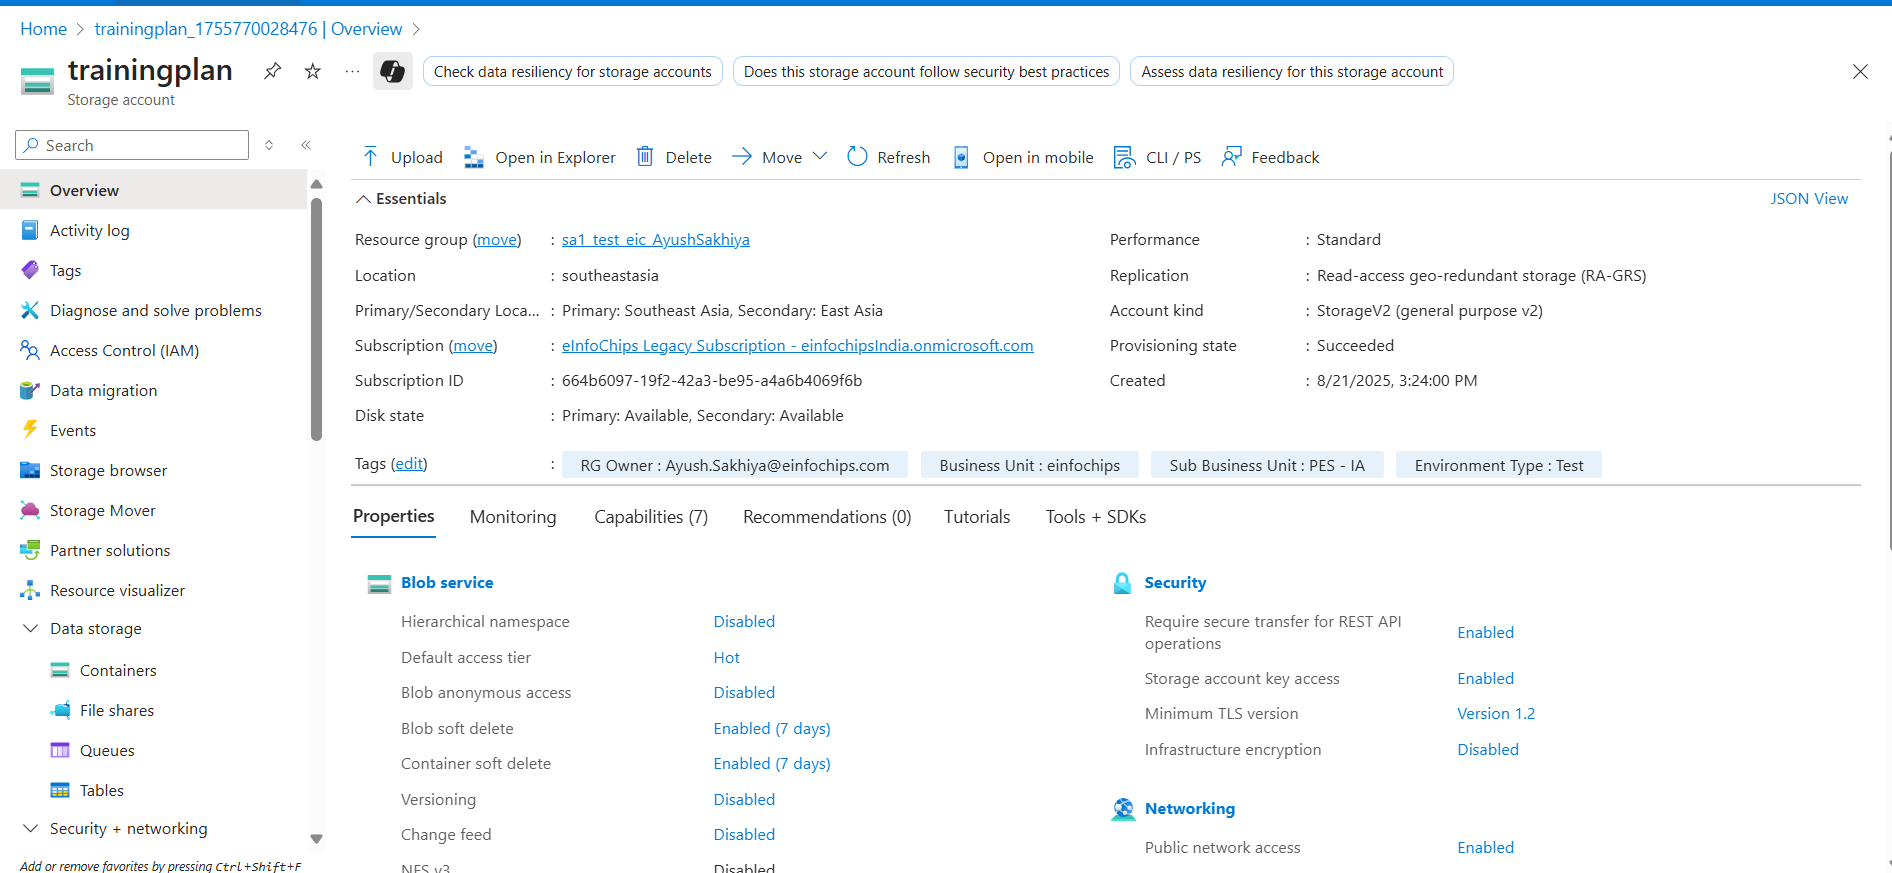 Home > trainingplan_1755770028476 | Overview >
trainingplan
Storage account
Check data resiliency for storage accounts
Does this storage account follow security best practices
Assess data resiliency for this storage account
Search
Overview
Activity log
Tags
Diagnose and solve problems
Access Control (IAM)
Data migration
Events
Storage browser
Storage Mover
Partner solutions
Resource visualizer
Data storage
Containers
File shares
Queues
Tables
Security + networking
Add or remove favorites by pressing Ctrl+Shift+F
Upload Open in Explorer Delete Move Refresh Open in mobile CLI / PS Feedback
Essentials
JSON View
Resource group (move) : sa1_test_eic_AyushSakhiya
Location : southeastasia
Primary/Secondary Loca... : Primary: Southeast Asia, Secondary: East Asia
Subscription (move) : eInfoChips Legacy Subscription - einfochipsIndia.onmicrosoft.com
Subscription ID : 664b6097-19f2-42a3-be95-a4a6b4069f6b
Disk state : Primary: Available, Secondary: Available
Performance : Standard
Replication : Read-access geo-redundant storage (RA-GRS)
Account kind : StorageV2 (general purpose v2)
Provisioning state : Succeeded
Created : 8/21/2025, 3:24:00 PM
Tags (edit) : RG Owner : Ayush.Sakhiya@einfochips.com Business Unit : einfochips Sub Business Unit : PES - IA Environment Type : Test
Properties Monitoring Capabilities (7) Recommendations (0) Tutorials Tools + SDKs
Blob service
Hierarchical namespace Disabled
Default access tier Hot
Blob anonymous access Disabled
Blob soft delete Enabled (7 days)
Container soft delete Enabled (7 days)
Versioning Disabled
Change feed Disabled
NFS v3 Disabled
Security
Require secure transfer for REST API
operations Enabled
Storage account key access Enabled
Minimum TLS version Version 1.2
Infrastructure encryption Disabled
Networking
Public network access Enabled